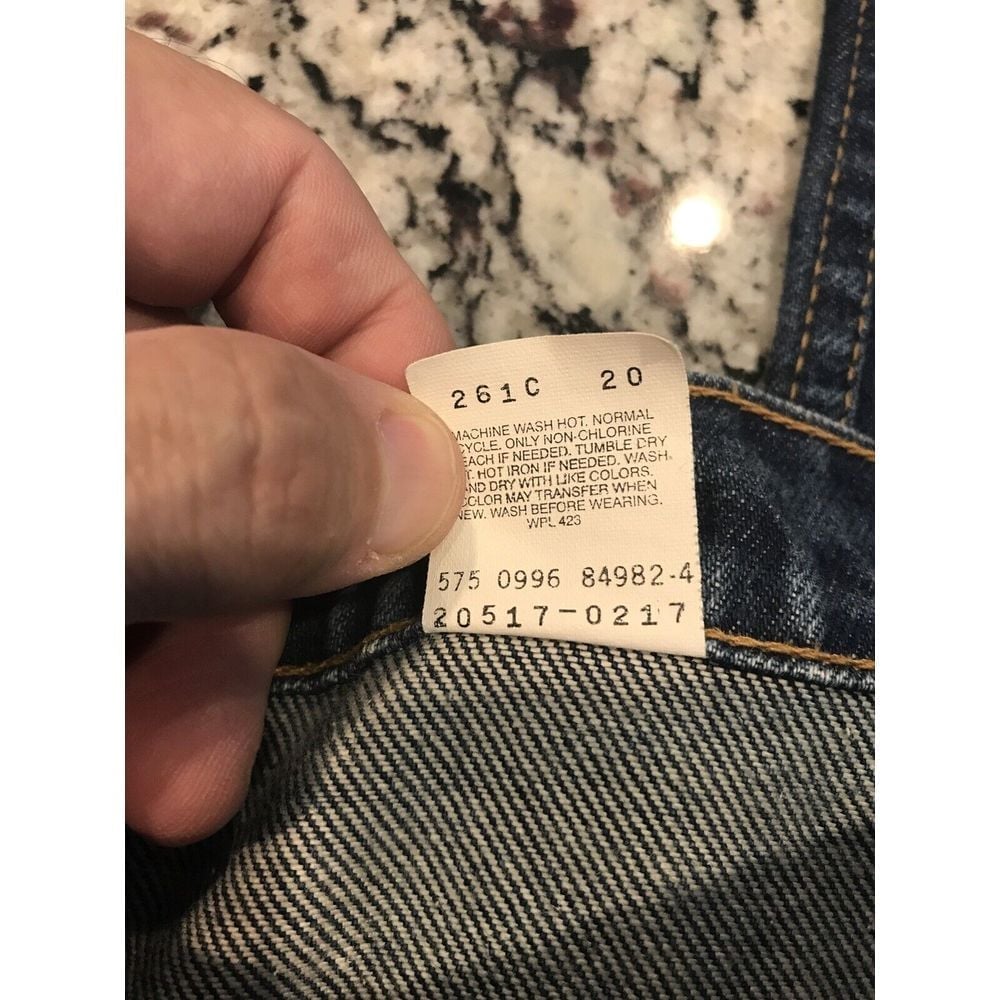 261C 20
MACHINE WASH HOT. NORMAL
CYCLE. ONLY NON-CHLORINE
EACH IF NEEDED. TUMBLE DRY
T. HOT IRON IF NEEDED. WASH
ND DRY WITH LIKE COLORS.
COLOR MAY TRANSFER WHEN
NEW. WASH BEFORE WEARING.
WPL 423
575 0996 84982-4
20517-0217